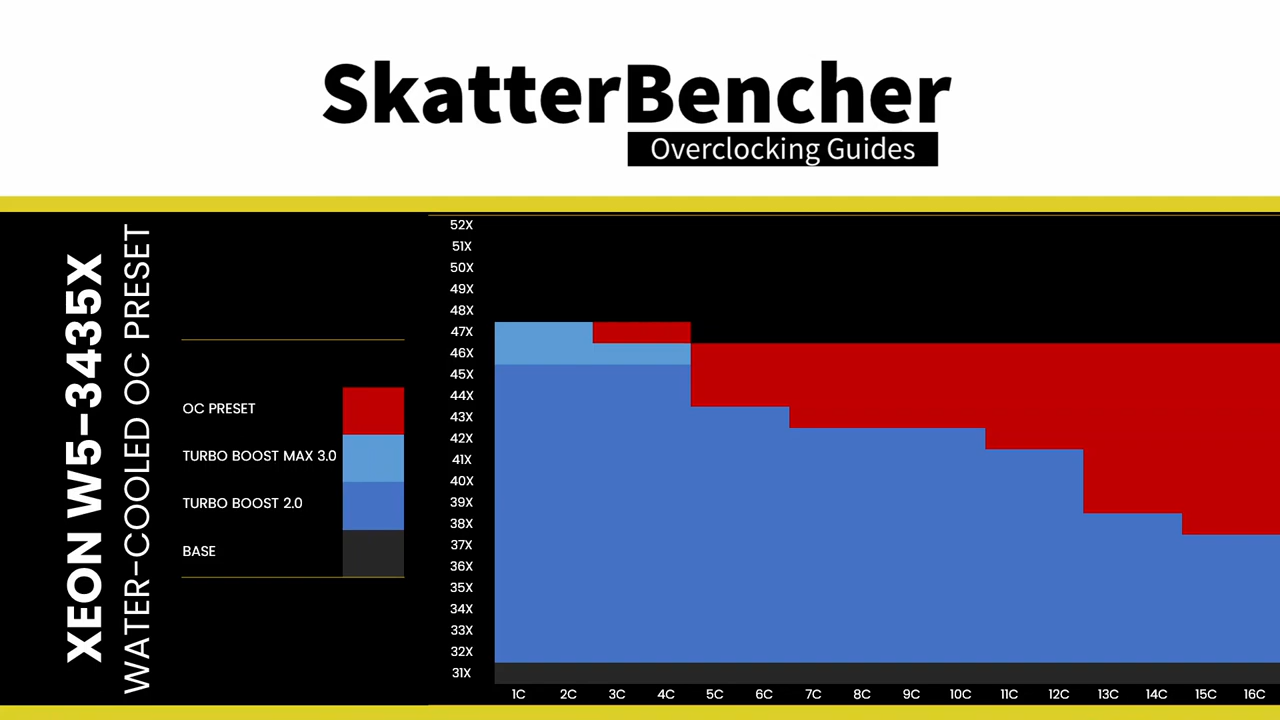 SkatterBencher
Overclocking Guides
XEON W5-3435X
WATER-COOLED OC PRESET
OC PRESET
TURBO BOOST MAX 3.0
TURBO BOOST 2.0
BASE
52X
51X
50X
49X
48X
47X
46X
45X
44X
43X
42X
41X
40X
39X
38X
37X
36X
35X
34X
33X
32X
31X
1C 2C 3C 4C 5C 6C 7C 8C 9C 10C 11C 12C 13C 14C 15C 16C